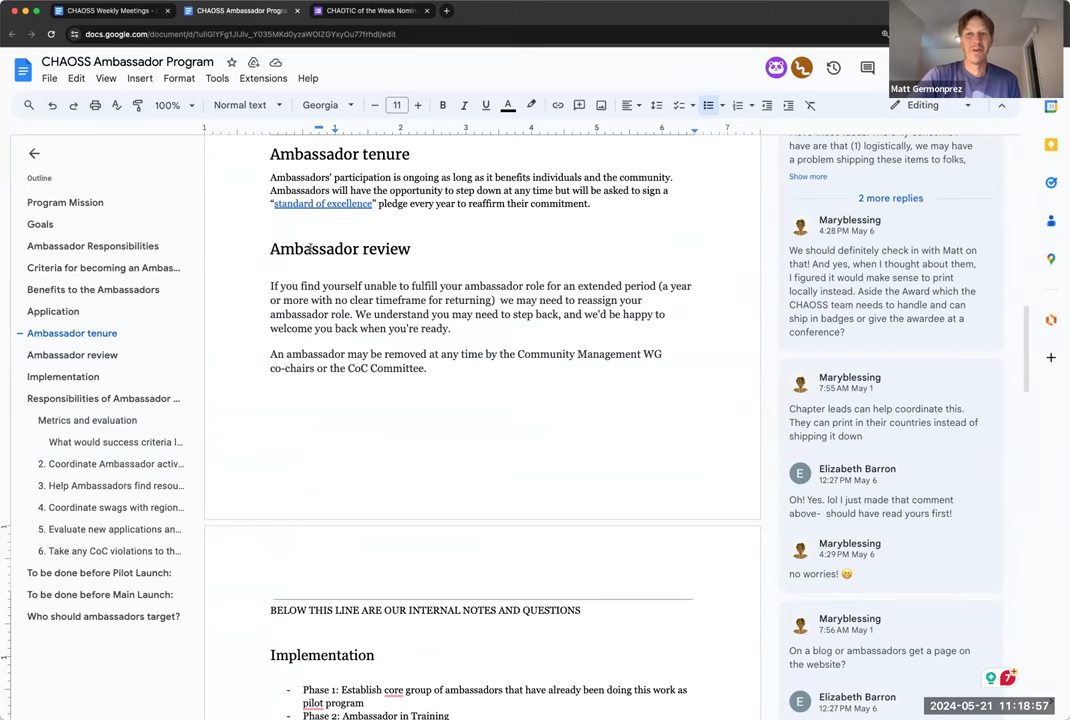 CHAOSS Weekly Meetings -
CHAOSS Ambassador Progr
CHAOTIC of the Week Nomin
docs.google.com/document/d/
CHAOSS Ambassador Program
File Edit View Insert Format Tools Extensions Help
Matt Germonprez
100% Normal text Georgia 11 Editing
1 1 2 3 4 5 6 7
Outline
Program Mission
Goals
Ambassador Responsibilities
Criteria for becoming an Ambas...
Benefits to the Ambassadors
Application
Ambassador tenure
Ambassador review
Implementation
Responsibilities of Ambassador ...
Metrics and evaluation
What would success criteria l...
2. Coordinate Ambassador activ...
3. Help Ambassadors find resou...
4. Coordinate swags with region...
5. Evaluate new applications an...
6. Take any CoC violations to th...
To be done before Pilot Launch:
To be done before Main Launch:
Who should ambassadors target?
Ambassador tenure
Ambassadors' participation is ongoing as long as it benefits individuals and the community.
Ambassadors will have the opportunity to step down at any time but will be asked to sign a
“standard of excellence” pledge every year to reaffirm their commitment.
Ambassador review
If you find yourself unable to fulfill your ambassador role for an extended period (a year
or more with no clear timeframe for returning) we may need to reassign your
ambassador role. We understand you may need to step back, and we'd be happy to
welcome you back when you're ready.
An ambassador may be removed at any time by the Community Management WG
co-chairs or the CoC Committee.
BELOW THIS LINE ARE OUR INTERNAL NOTES AND QUESTIONS
Implementation
- Phase 1: Establish core group of ambassadors that have already been doing this work as
pilot program
- Phase 2: Ambassador in Training
have are that (1) logistically, we may have
a problem shipping these items to folks,
Show more
2 more replies
Maryblessing
4:28 PM May 6
We should definitely check in with Matt on
that! And yes, when I thought about them,
I figured it would make sense to print
locally instead. Aside the Award which the
CHAOSS team needs to handle and can
ship in badges or give the awardee at a
conference?
Maryblessing
7:55 AM May 1
Chapter leads can help coordinate this.
They can print in their countries instead of
shipping it down
E
Elizabeth Barron
12:27 PM May 6
Oh! Yes. lol I just made that comment
above- should have read yours first!
Maryblessing
4:29 PM May 6
no worries! 😁
Maryblessing
7:56 AM May 1
On a blog or ambassadors get a page on
the website?
E
Elizabeth Barron
12:27 PM May 6
7
2024-05-21 11:18:57